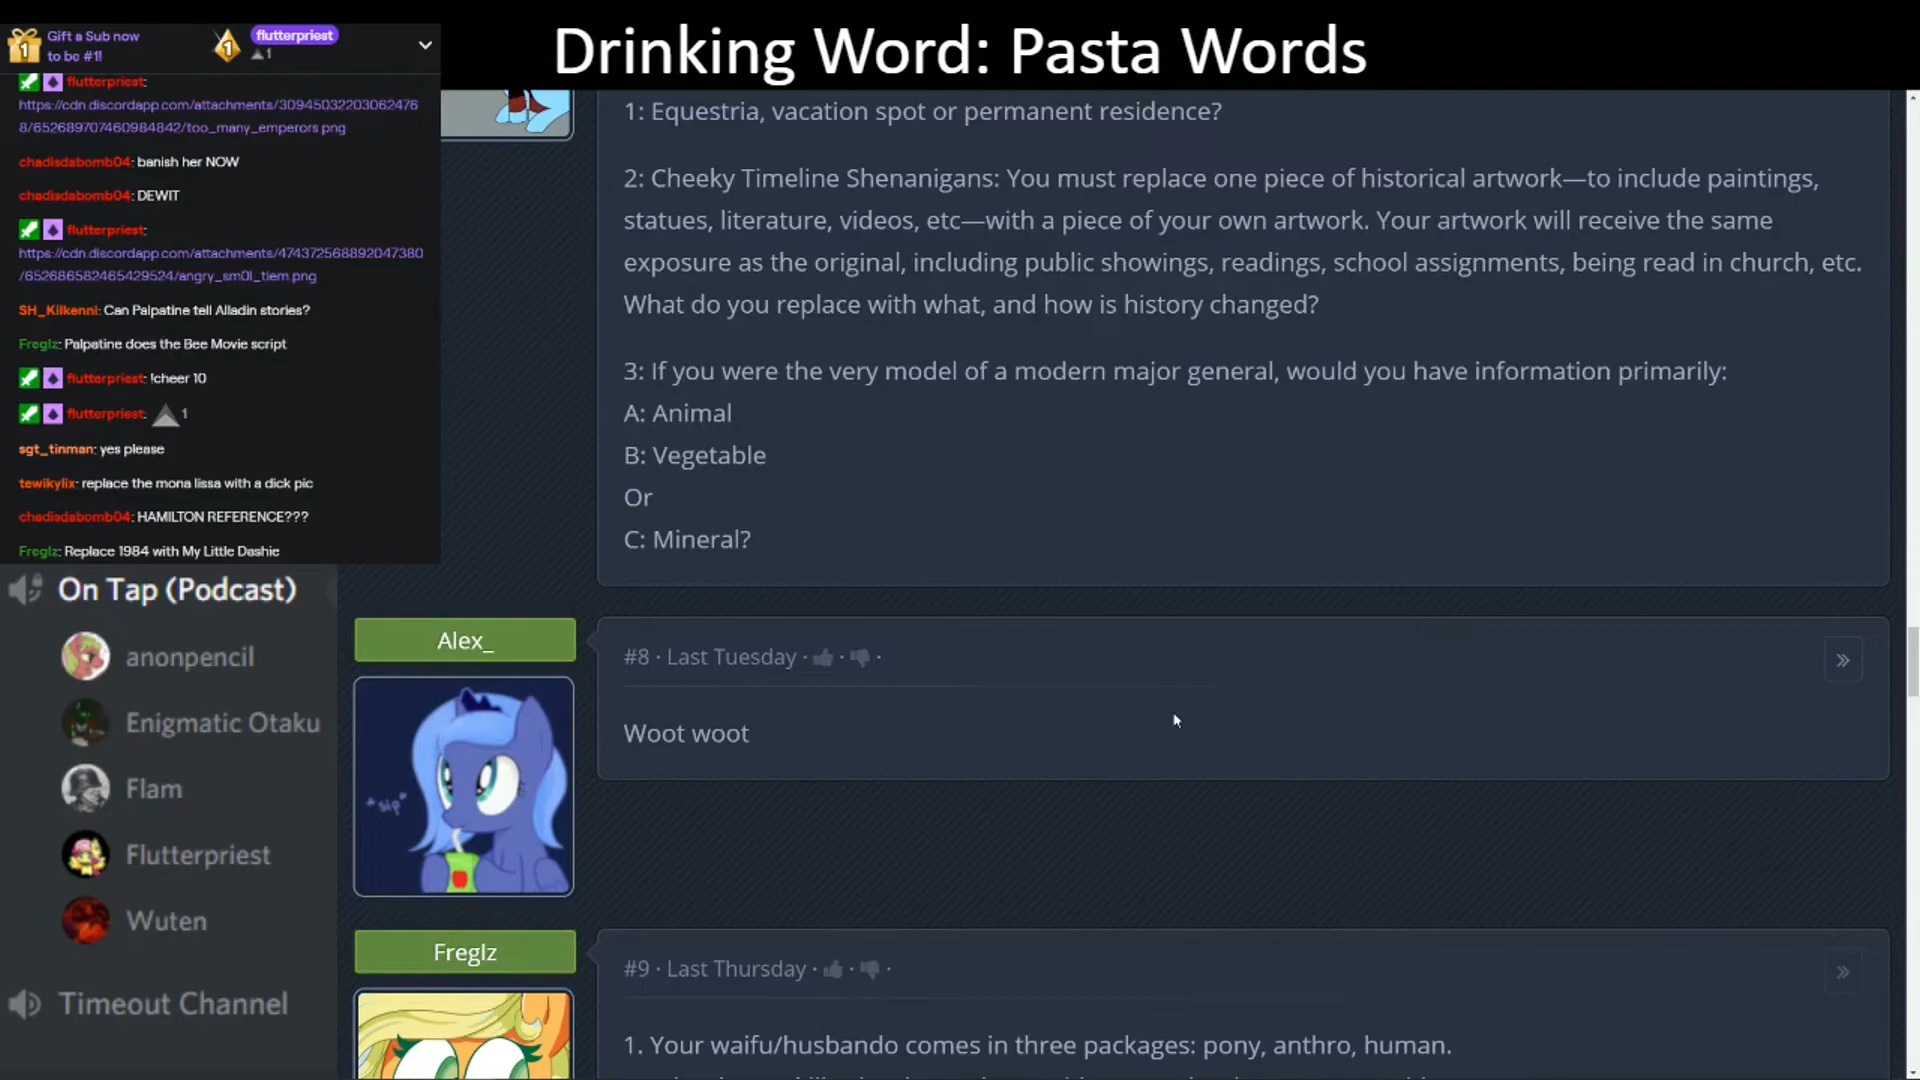 Drinking Word: Pasta Words
Gift a Sub now
to be #1!
1
1
flutterpriest
1
flutterpriest:
https://cdn.discordapp.com/attachments/30945032203062476
8/652689707460984842/too_many_emperors.png
chadisdabomb04: banish her NOW
chadisdabomb04: DEWIT
flutterpriest:
https://cdn.discordapp.com/attachments/474372568892047380
/652686582465429524/angry_sm0l_tiem.png
SH_Kilkenni: Can Palpatine tell Alladin stories?
Freglz: Palpatine does the Bee Movie script
flutterpriest: !cheer 10
flutterpriest: 1
sgt_tinman: yes please
tewikylix: replace the mona lissa with a dick pic
chadisdabomb04: HAMILTON REFERENCE???
Freglz: Replace 1984 with My Little Dashie
On Tap (Podcast)
anonpencil
Enigmatic Otaku
Flam
Flutterpriest
Wuten
Timeout Channel
1: Equestria, vacation spot or permanent residence?
2: Cheeky Timeline Shenanigans: You must replace one piece of historical artwork—to include paintings,
statues, literature, videos, etc—with a piece of your own artwork. Your artwork will receive the same
exposure as the original, including public showings, readings, school assignments, being read in church, etc.
What do you replace with what, and how is history changed?
3: If you were the very model of a modern major general, would you have information primarily:
A: Animal
B: Vegetable
Or
C: Mineral?
Alex_
*sip*
#8 · Last Tuesday · · ·
Woot woot
Freglz
#9 · Last Thursday · · ·
1. Your waifu/husbando comes in three packages: pony, anthro, human.